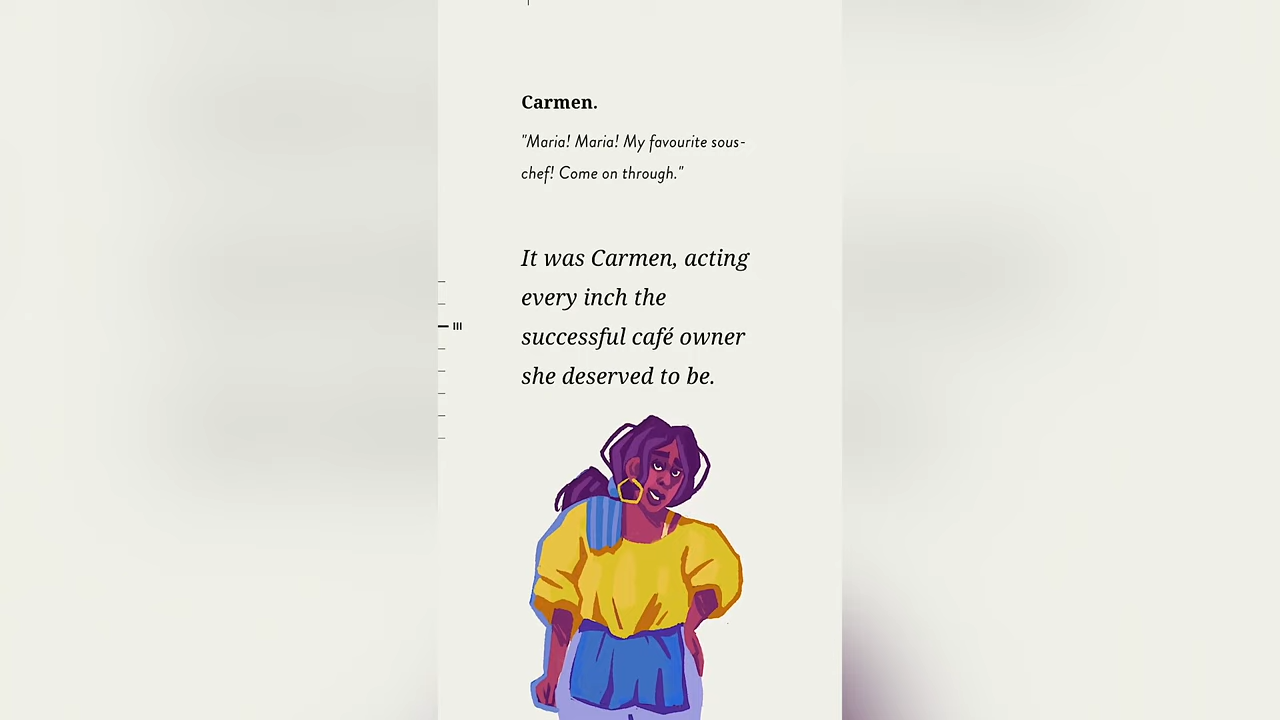 Carmen.
"Maria! Maria! My favourite sous-
chef! Come on through."
It was Carmen, acting
every inch the
III
successful café owner
she deserved to be.